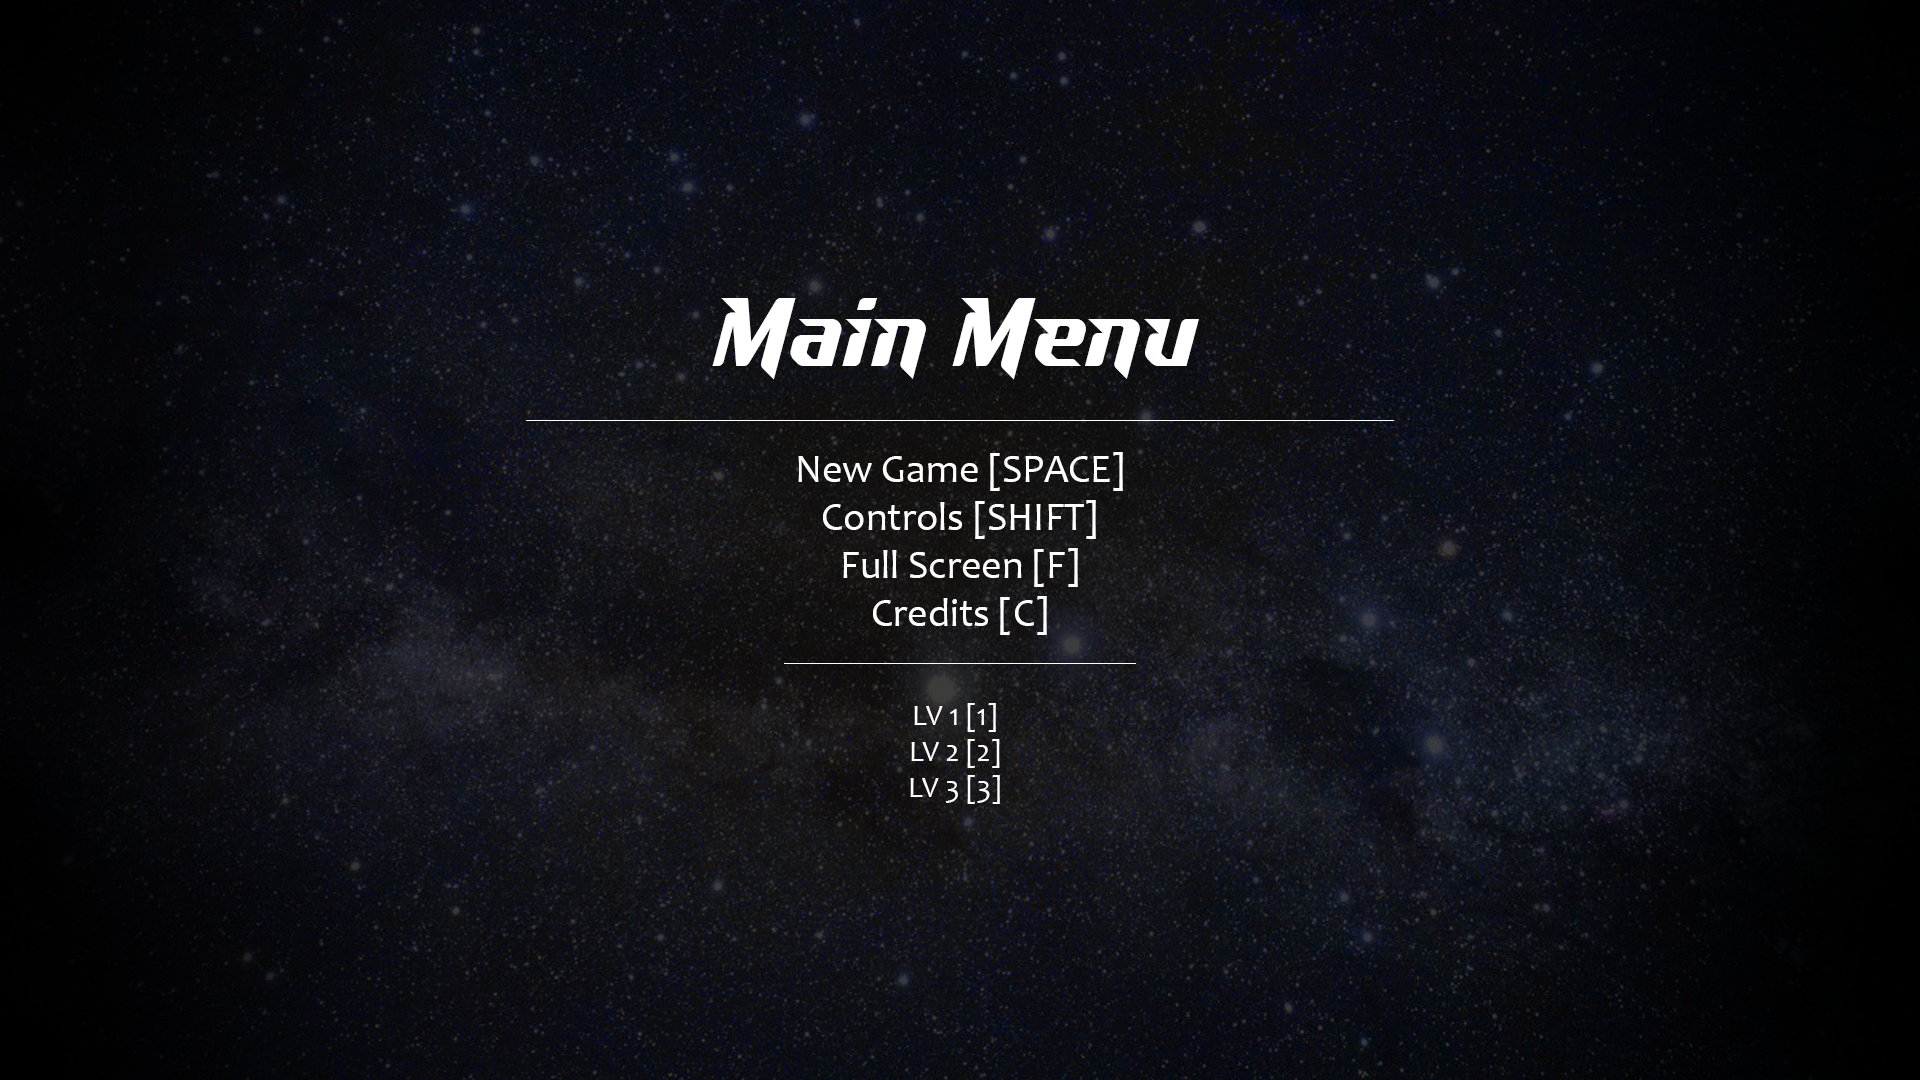 Main Menu
New Game [SPACE]
Controls [SHIFT]
Full Screen [F]
Credits [C]
LV 1 [1]
LV 2 [2]
LV 3 [3]